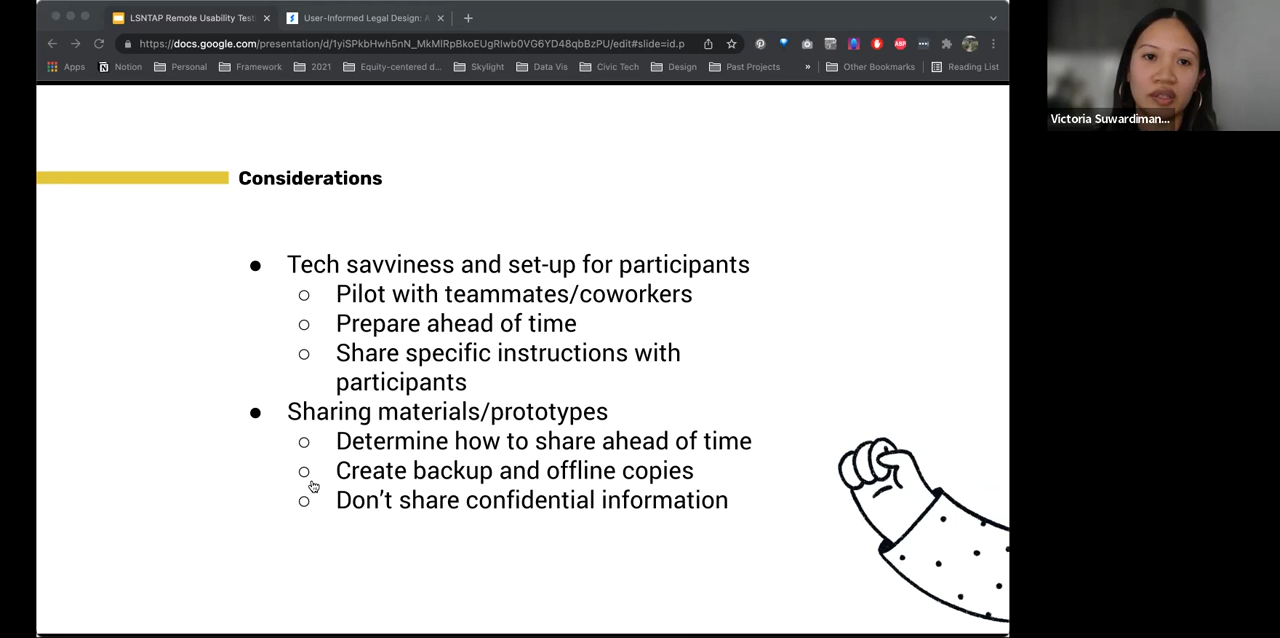 LSNTAP Remote Usability Test
User-Informed Legal Design: A
https://docs.google.com/presentation/d/1yiSPkbHwh5nN_MkMIRpBkoEUgRIwb0VG6YD48qbBzPU/edit#slide=id.p
Apps Notion Personal Framework 2021 Equity-centered d... Skylight Data Vis Civic Tech Design Past Projects » Other Bookmarks Reading List
ABP
Victoria Suwardiman...
Considerations
● Tech savviness and set-up for participants
○ Pilot with teammates/coworkers
○ Prepare ahead of time
○ Share specific instructions with
participants
● Sharing materials/prototypes
○ Determine how to share ahead of time
○ Create backup and offline copies
○ Don’t share confidential information